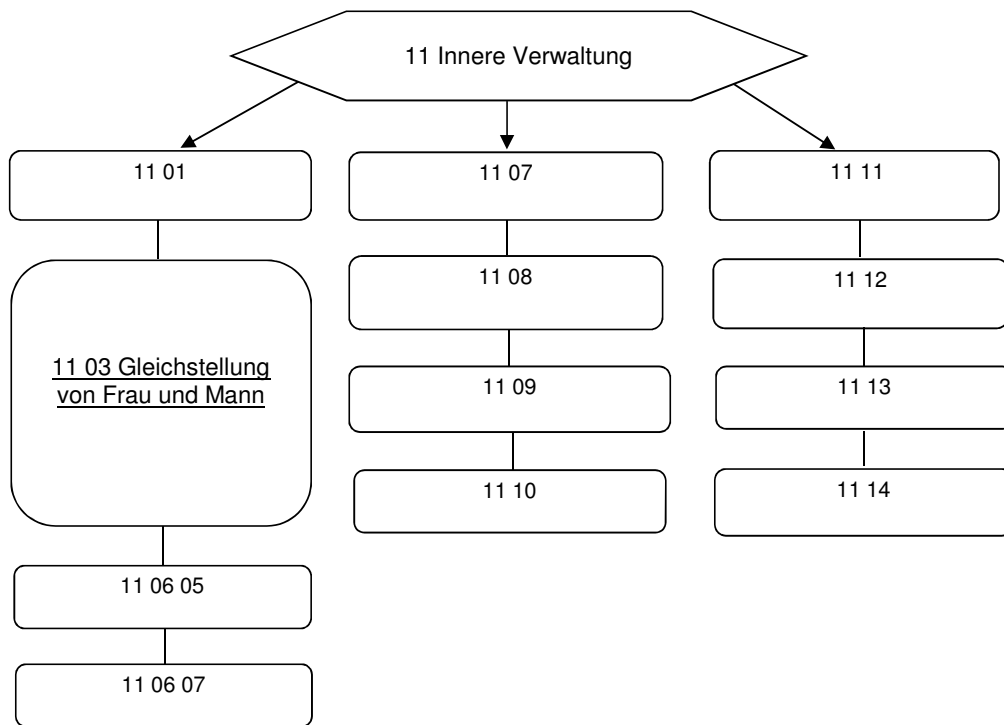 11 Innere Verwaltung
11 01
11 03 Gleichstellung
von Frau und Mann
11 06 05
11 06 07
11 07
11 08
11 09
11 10
11 11
11 12
11 13
11 14